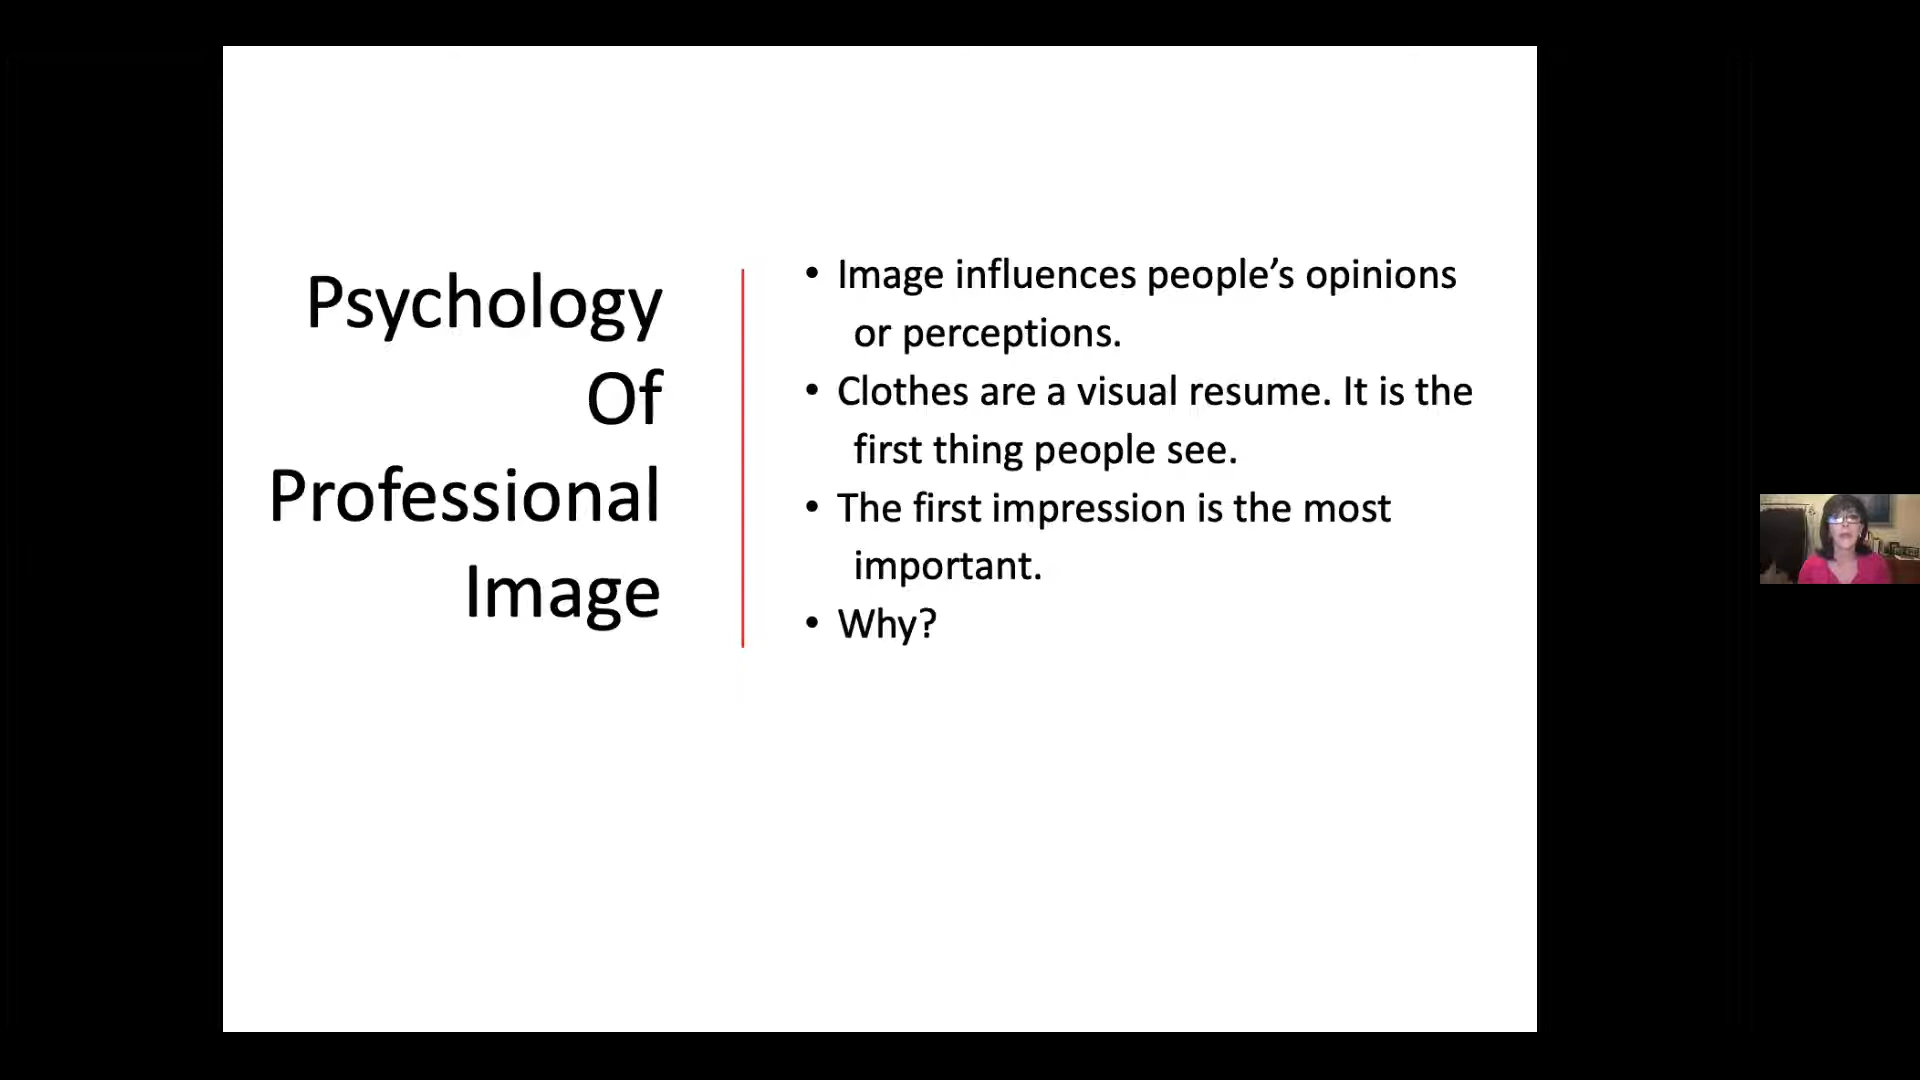 Psychology
Of
Professional
Image
• Image influences people’s opinions
or perceptions.
• Clothes are a visual resume. It is the
first thing people see.
• The first impression is the most
important.
• Why?